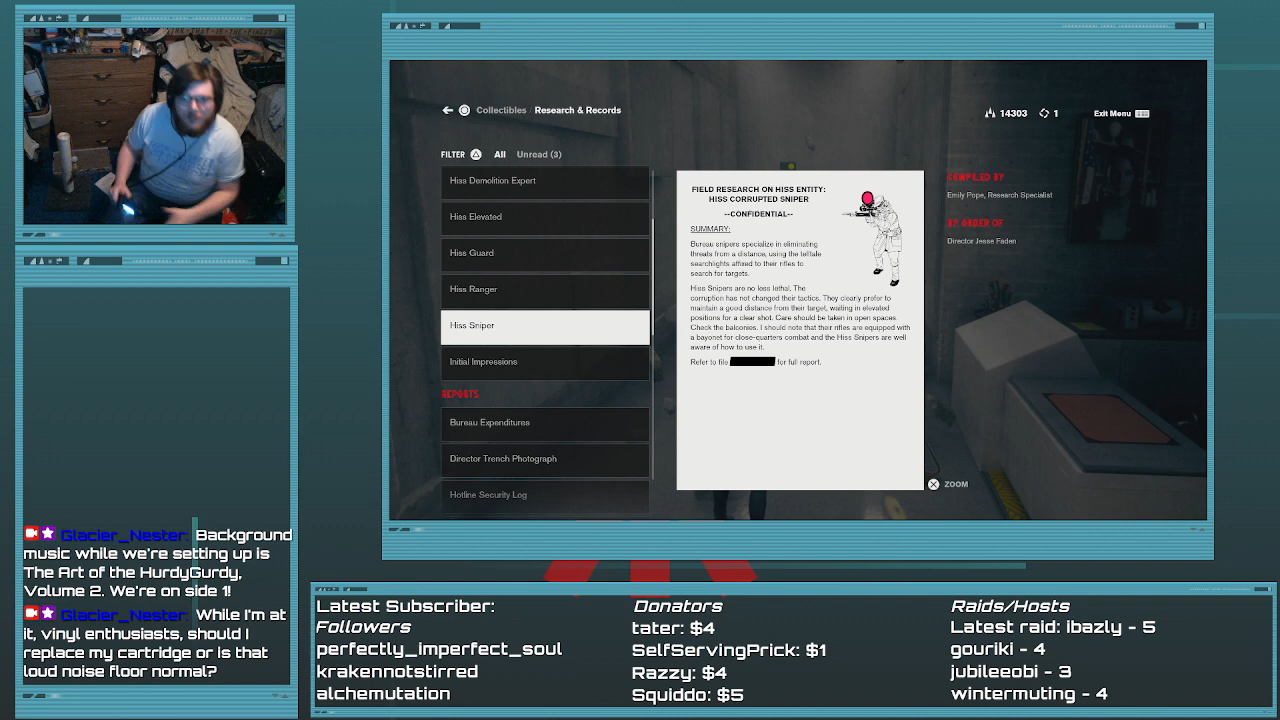 Collectibles / Research & Records
14303 1 Exit Menu
FILTER All Unread (3)
Hiss Demolition Expert
Hiss Elevated
Hiss Guard
Hiss Ranger
Hiss Sniper
Initial Impressions
REPORTS
Bureau Expenditures
Director Trench Photograph
Hotline Security Log
FIELD RESEARCH ON HISS ENTITY:
HISS CORRUPTED SNIPER
--CONFIDENTIAL--
SUMMARY:
Bureau snipers specialize in eliminating
threats from a distance, using the telltale
searchlights affixed to their rifles to
search for targets.
Hiss Snipers are no less lethal. The
corruption has not changed their tactics. They clearly prefer to
maintain a good distance from their target, waiting in elevated
positions for a clear shot. Care should be taken in open spaces.
Check the balconies. I should note that their rifles are equipped with
a bayonet for close-quarters combat and the Hiss Snipers are well
aware of how to use it.
Refer to file for full report.
COMPILED BY
Emily Pope, Research Specialist
BY ORDER OF
Director Jesse Faden
ZOOM
Glacier_Nester: Background
music while we're setting up is
The Art of the HurdyGurdy,
Volume 2. We're on side 1!
Glacier_Nester: While I'm at
it, vinyl enthusiasts, should I
replace my cartridge or is that
loud noise floor normal?
Latest Subscriber:
Followers
perfectly_imperfect_soul
krakennotstirred
alchemutation
Donators
tater: $4
SelfServingPrick: $1
Razzy: $4
Squiddo: $5
Raids/Hosts
Latest raid: ibazly - 5
gouriki - 4
jubileeobi - 3
wintermuting - 4